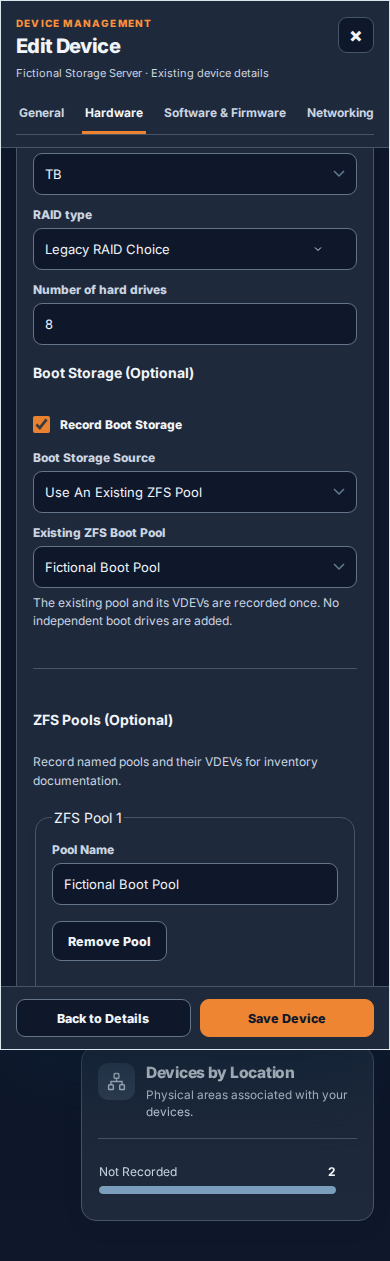 DEVICE MANAGEMENT
Edit Device
Fictional Storage Server · Existing device details
General Hardware Software & Firmware Networking
TB
RAID type
Legacy RAID Choice
Number of hard drives
8
Boot Storage (Optional)
Record Boot Storage
Boot Storage Source
Use An Existing ZFS Pool
Existing ZFS Boot Pool
Fictional Boot Pool
The existing pool and its VDEVs are recorded once. No
independent boot drives are added.
ZFS Pools (Optional)
Record named pools and their VDEVs for inventory
documentation.
ZFS Pool 1
Pool Name
Fictional Boot Pool
Remove Pool
Back to Details Save Device
Devices by Location
Physical areas associated with your
devices.
Not Recorded 2